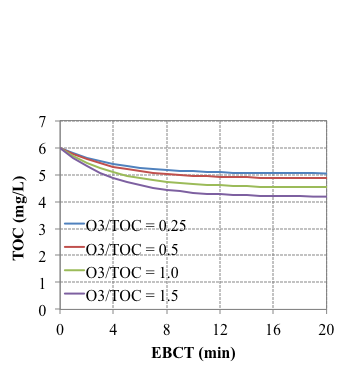 7
6
5
4
3
2
1
0
TOC (mg/L)
O3/TOC = 0.25
O3/TOC = 0.5
O3/TOC = 1.0
O3/TOC = 1.5
0 4 8 12 16 20
EBCT (min)